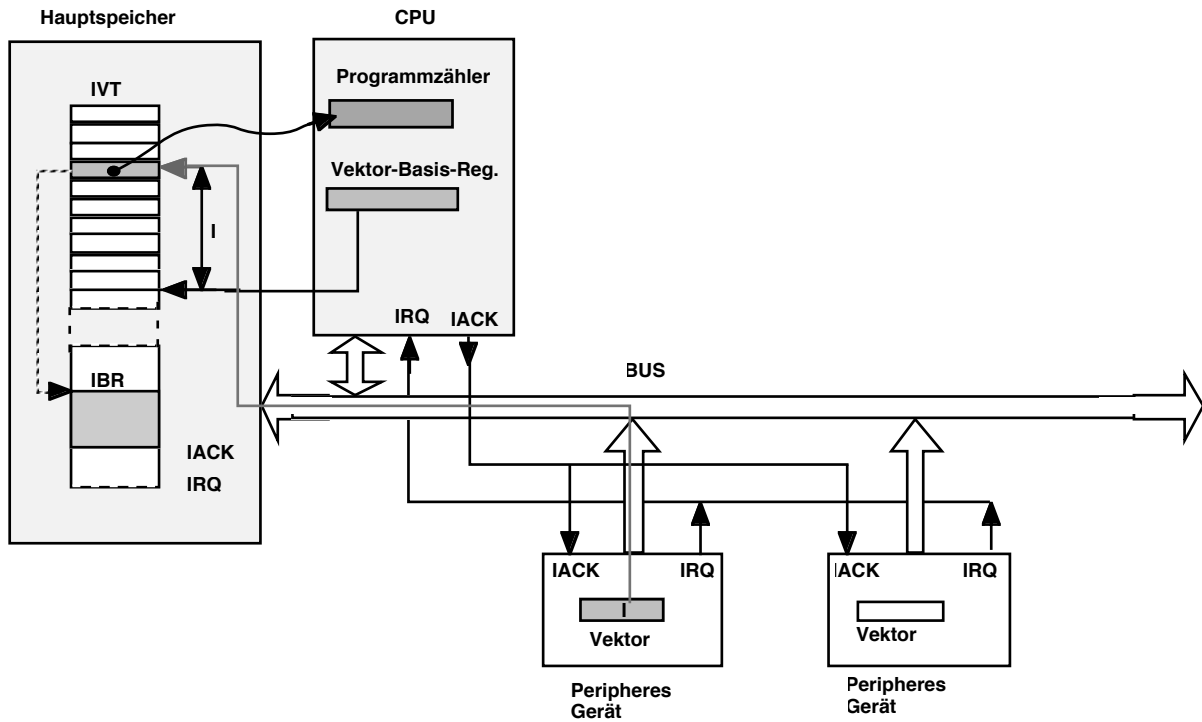 Hauptspeicher
CPU
IVT
Programmzähler
Vektor-Basis-Reg.
I
IRQ
IACK
BUS
IBR
IACK
IRQ
IACK
IRQ
I
Vektor
IACK
IRQ
Vektor
Peripheres
Gerät
Peripheres
Gerät